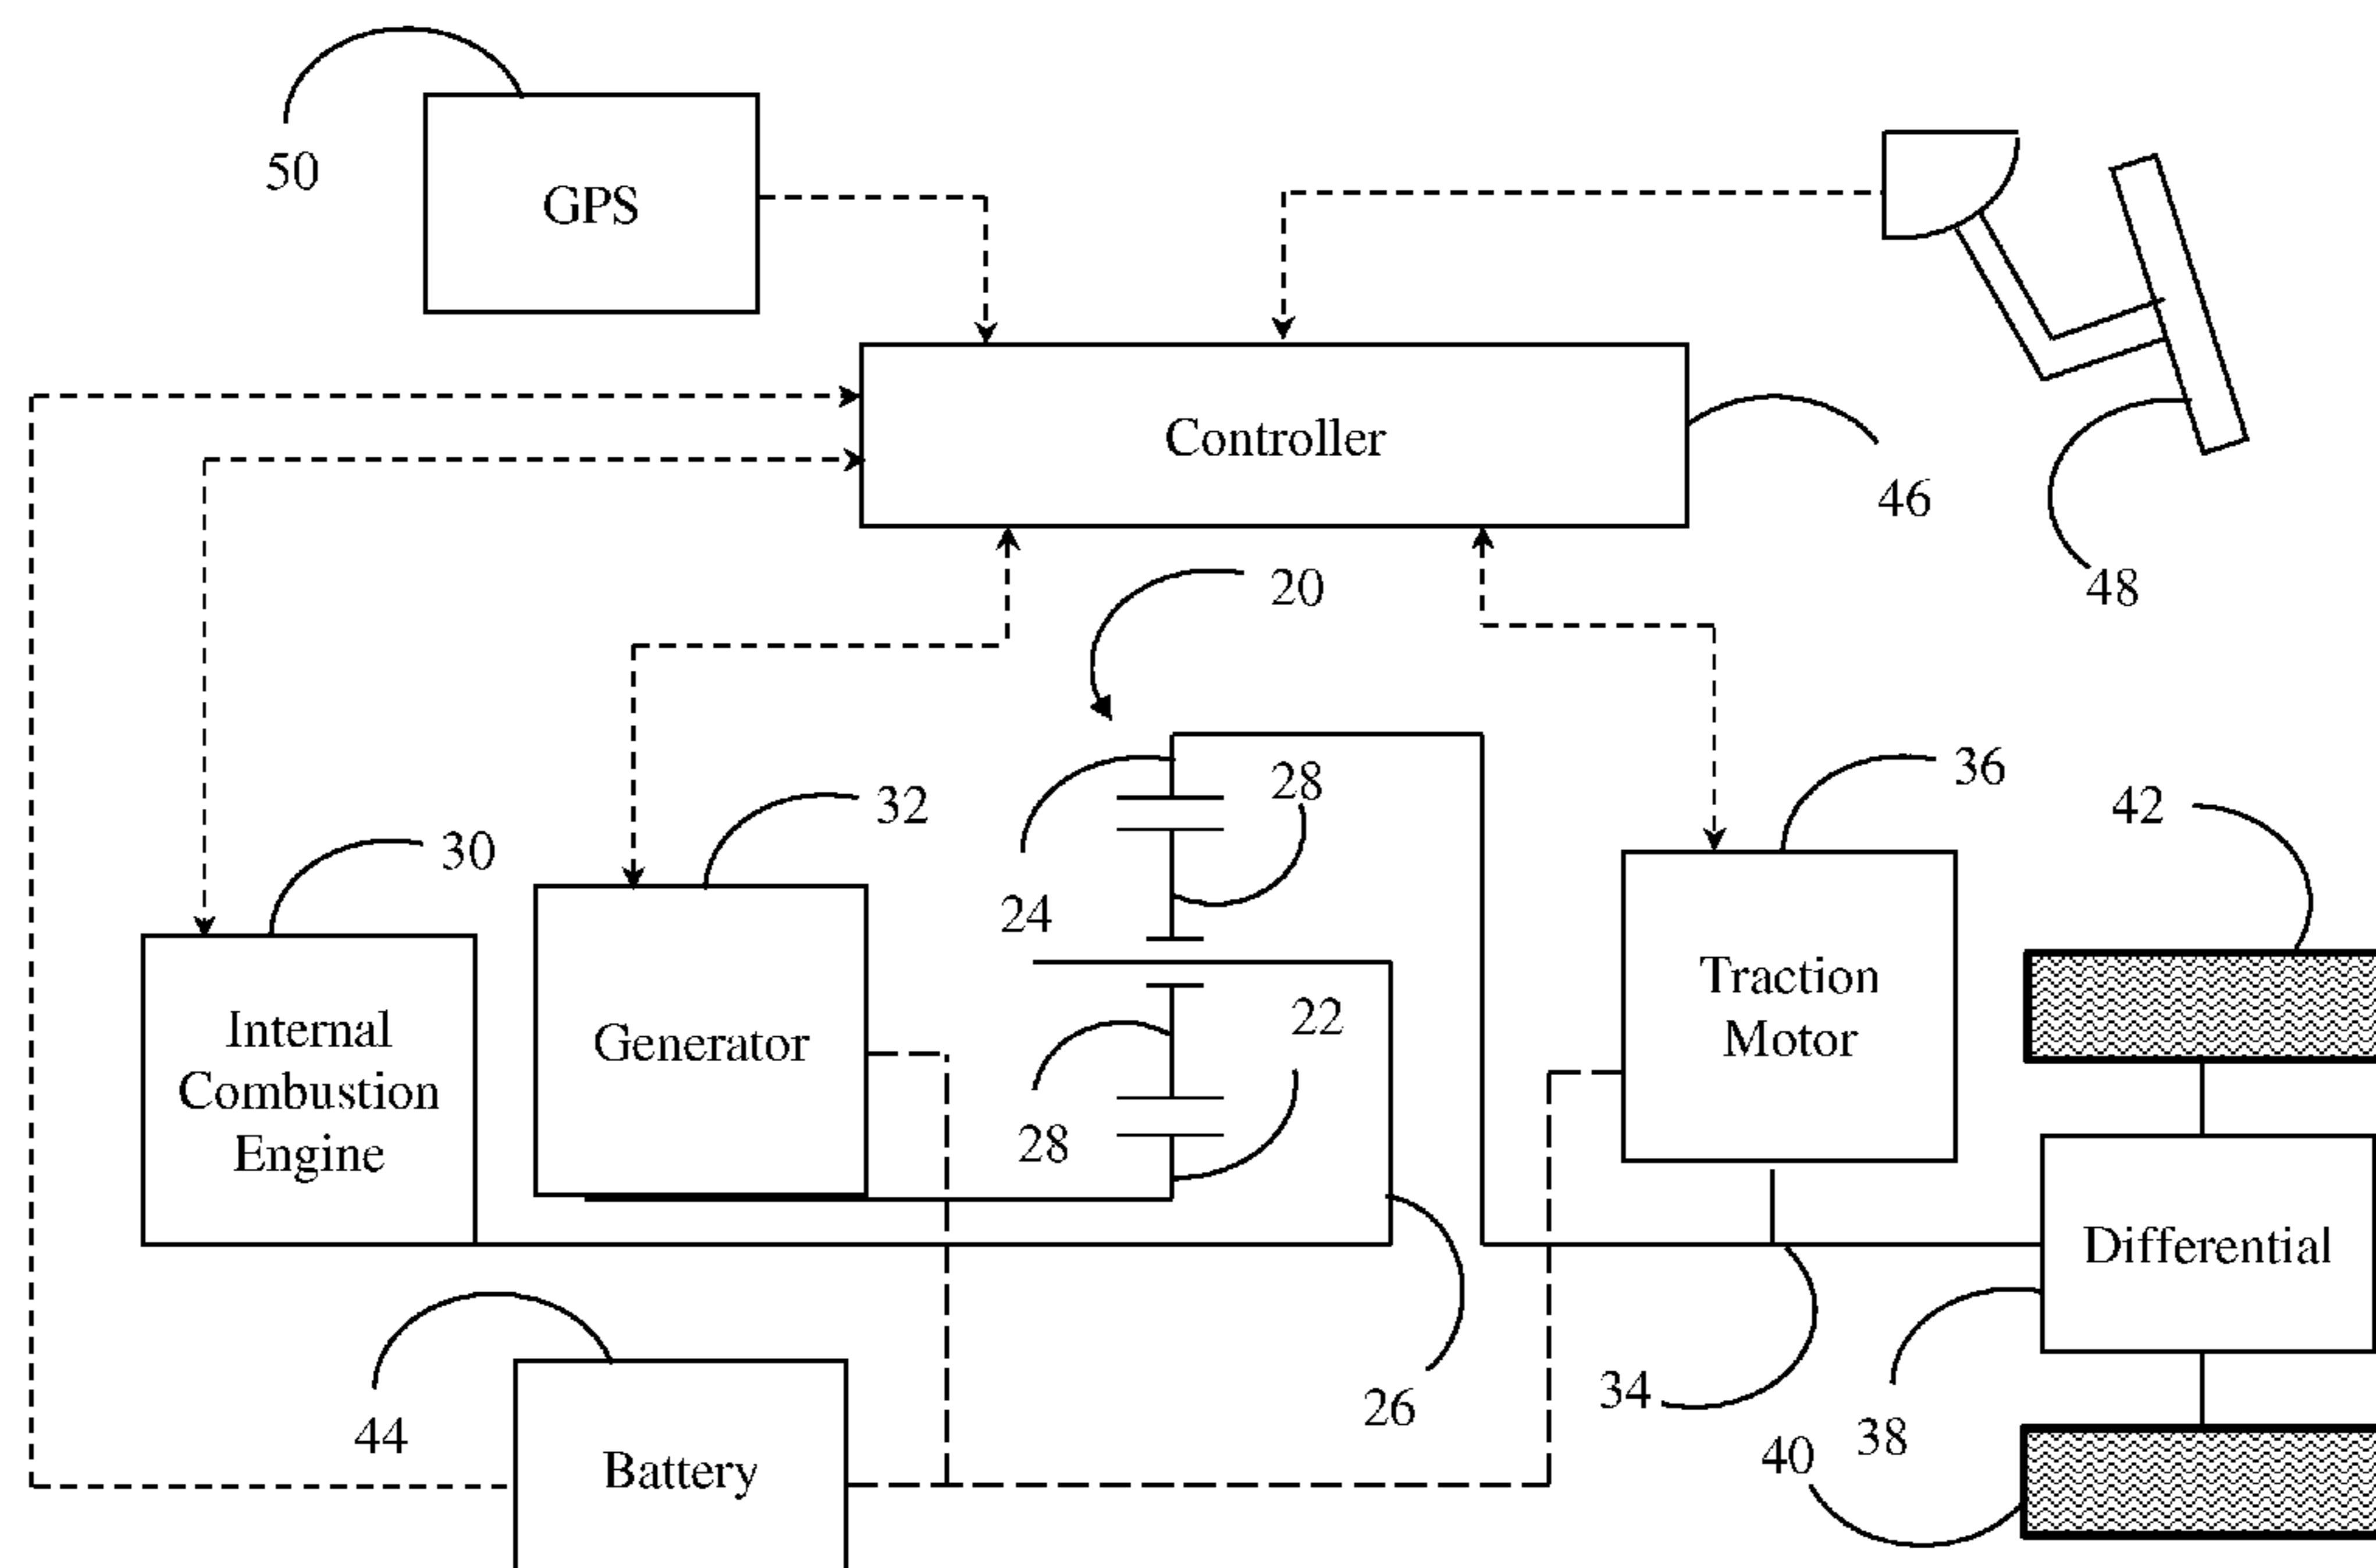 50
GPS
Controller
46
48
20
28
36
42
32
30
24
Internal
Combustion
Engine
Generator
22
28
Traction
Motor
Differential
26
34
38
44
40
Battery